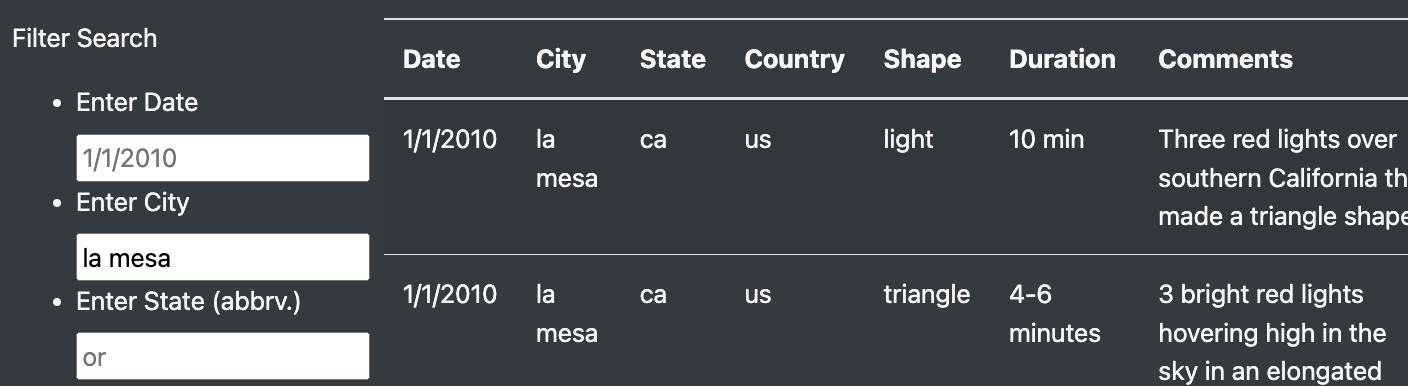 Filter Search
Enter Date
1/1/2010
Enter City
la mesa
Enter State (abbrv.)
or
Date City State Country Shape Duration Comments
1/1/2010 la ca us light 10 min Three red lights over
mesa southern California th
made a triangle shape
1/1/2010 la ca us triangle 4-6 3 bright red lights
mesa minutes hovering high in the
sky in an elongated